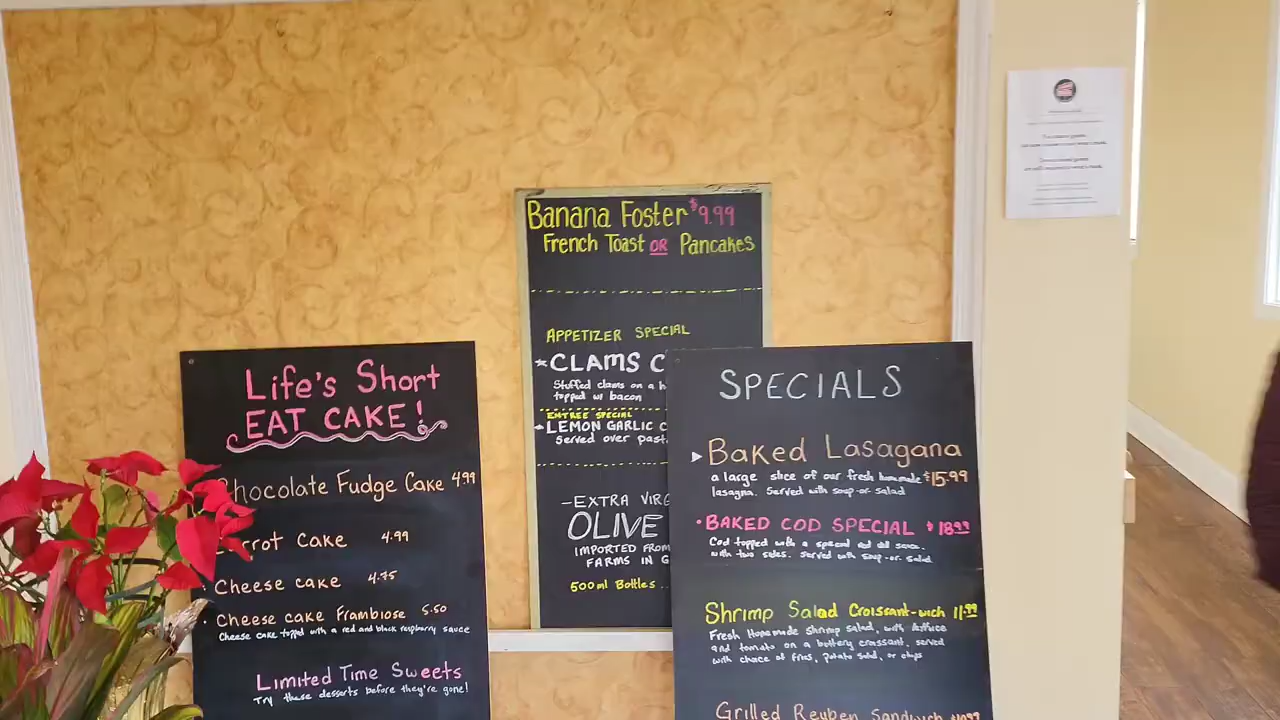 Life's Short
EAT CAKE!
hocolate Fudge Cake 4.99
rrot Cake 4.99
Cheese cake 4.75
Cheese cake Frambiose 5.50
Cheese cake topped with a red and black raspberry sauce
Limited Time Sweets
Try these desserts before they're gone!
Banana Foster $9.99
French Toast OR Pancakes
APPETIZER SPECIAL
CLAMS C
Stuffed clams on a h
topped w/ bacon
ENTREE SPECIAL
LEMON GARLIC C
Served over past
-EXTRA VIRG
OLIVE
IMPORTED FROM
FARMS IN G
500ml Bottles ..
SPECIALS
Baked Lasagana
a large slice of our fresh homemade $15.99
lasagna. Served with soup-or-salad
BAKED COD SPECIAL $18.99
Cod topped with a special
with two sides. Served with soup-or-salad.
Shrimp Salad Croissant-wich 11.99
Fresh Homemade shrimp salad, with lettuce
and tomato on a buttery croissant, served
with choice of fries, potato salad, or chips
Grilled Reuben Sandwich